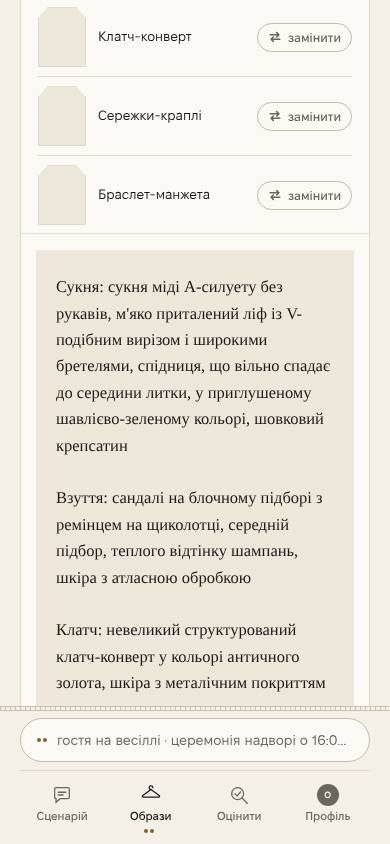 Клатч-конверт
замінити
Сережки-краплі
замінити
Браслет-манжета
замінити
Сукня: сукня міді А-силуету без
рукавів, м'яко приталений ліф із V-
подібним вирізом і широкими
бретелями, спідниця, що вільно спадає
до середини литки, у приглушеному
шавлієво-зеленому кольорі, шовковий
крепсатин
Взуття: сандалі на блочному підборі з
ремінцем на щиколотці, середній
підбор, теплого відтінку шампань,
шкіра з атласною обробкою
Клатч: невеликий структурований
клатч-конверт у кольорі античного
золота, шкіра з металічним покриттям
гостя на весіллі · церемонія надворі о 16:0...
Сценарій
Образи
Оцінити
О
Профіль